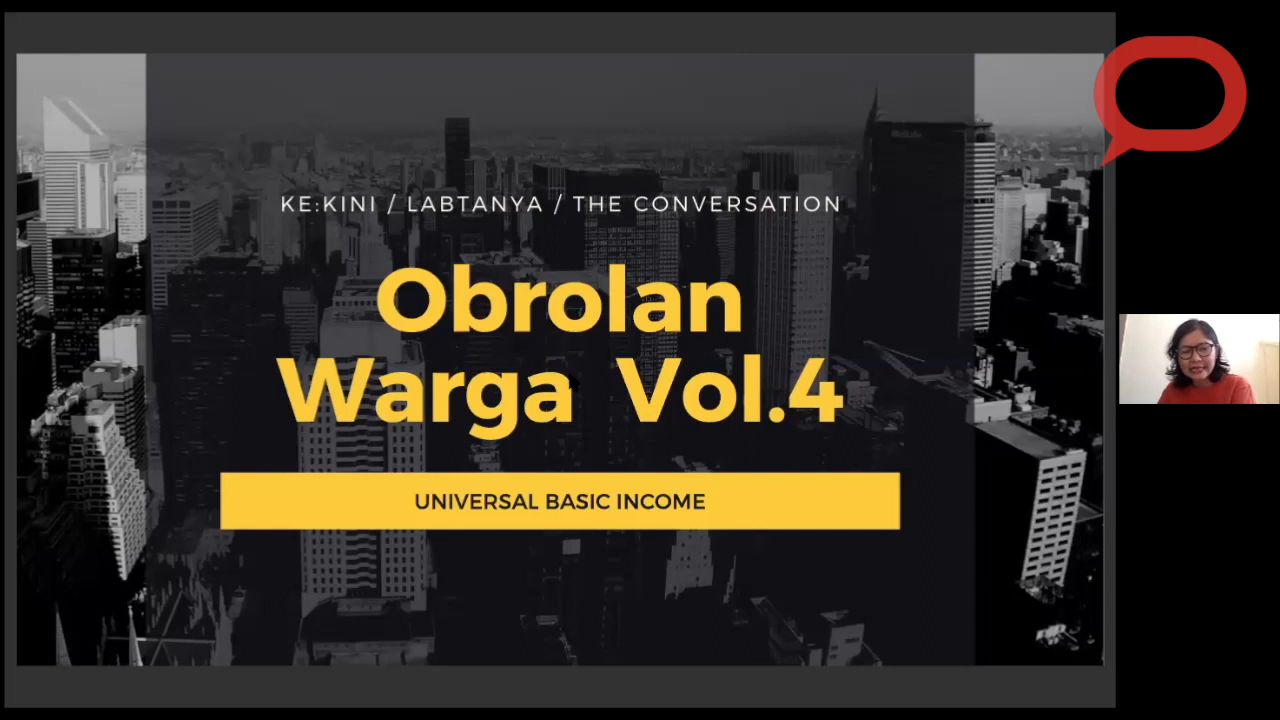 KE:KINI / LABTANYA / THE CONVERSATION
Obrolan
Warga Vol.4
UNIVERSAL BASIC INCOME